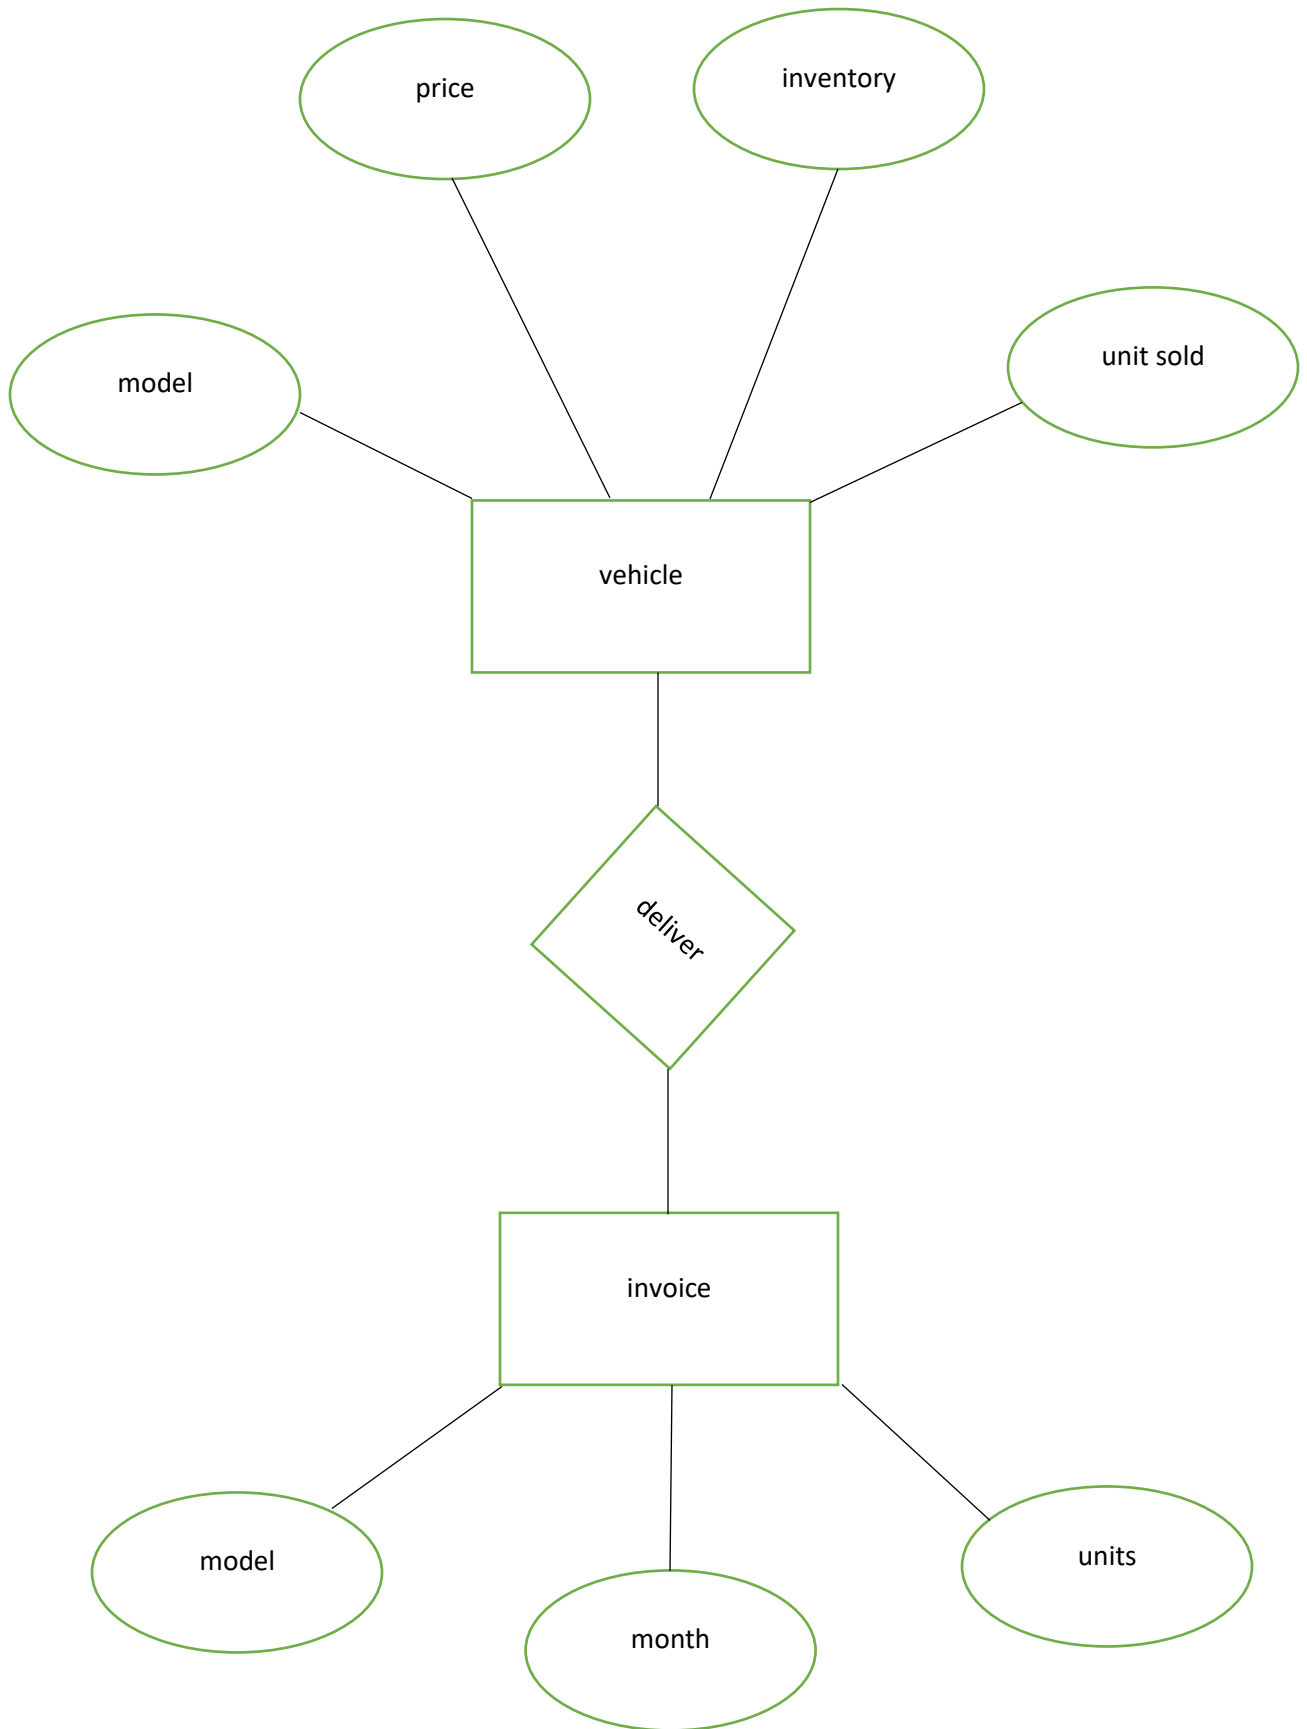 price
inventory
model
unit sold
vehicle
deliver
invoice
model
month
units